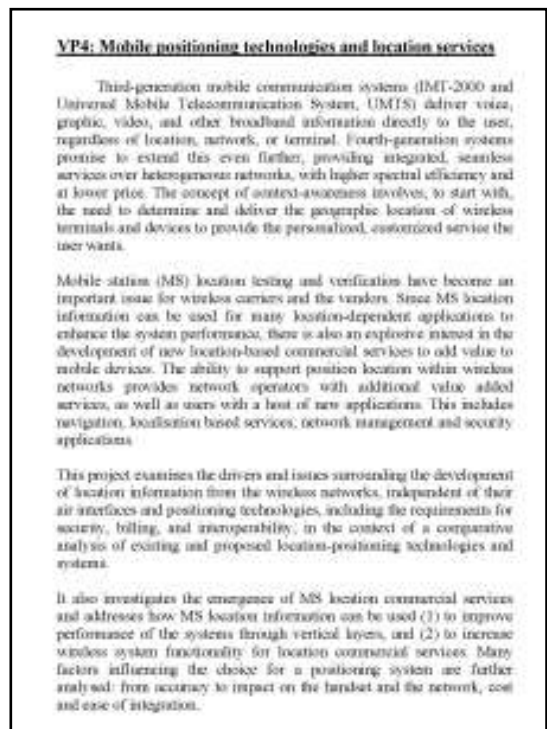 VP4: Mobile positioning technologies and location services
Third-generation mobile communication systems (IMT-2000 and
Universal Mobile Telecommunication System, UMTS) deliver voice,
graphic, video, and other broadband information directly to the user,
regardless of location, network, or terminal. Fourth-generation systems
promise to extend this even further, providing integrated, seamless
services over heterogeneous networks, with higher spectral efficiency and
at lower price. The concept of context-awareness involves, to start with,
the need to determine and deliver the geographic location of wireless
terminals and devices to provide the personalized, customized service the
user wants.
Mobile station (MS) location testing and verification have become an
important issue for wireless carriers and the vendors. Since MS location
information can be used for many location-dependent applications to
enhance the system performance, there is also an explosive interest in the
development of new location-based commercial services to add value to
mobile devices. The ability to support position location within wireless
networks provides network operators with additional value added
services, as well as users with a host of new applications. This includes
navigation, localisation based services, network management and security
applications.
This project examines the drivers and issues surrounding the development
of location information from the wireless networks, independent of their
air interfaces and positioning technologies, including the requirements for
security, billing, and interoperability, in the context of a comparative
analysis of existing and proposed location-positioning technologies and
systems.
It also investigates the emergence of MS location commercial services
and addresses how MS location information can be used (1) to improve
performance of the systems through vertical layers, and (2) to increase
wireless system functionality for location commercial services. Many
factors influencing the choice for a positioning system are further
analysed: from accuracy to impact on the handset and the network, cost
and ease of integration.